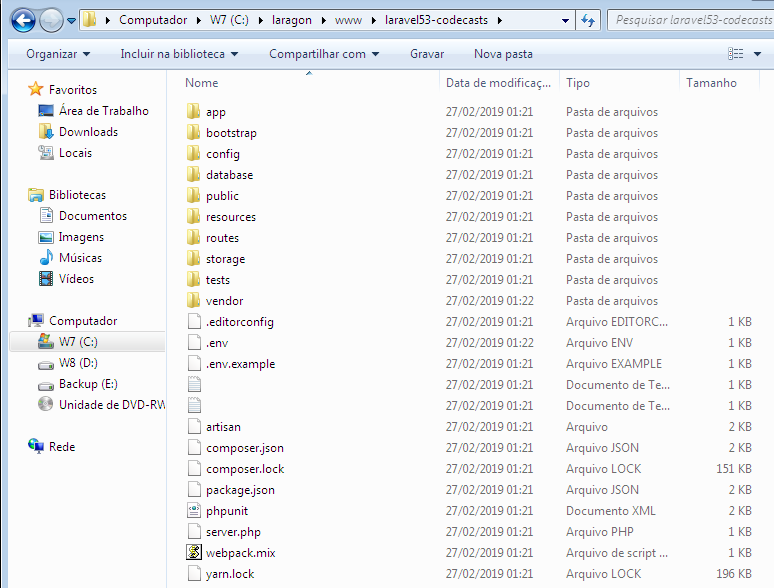 Computador W7 (C:) laragon www laravel53-codecasts Pesquisar laravel53-codecasts
Organizar Incluir na biblioteca Compartilhar com Gravar Nova pasta
Nome Data de modificaç... Tipo Tamanho
Favoritos
Área de Trabalho
Downloads
Locais
Bibliotecas
Documentos
Imagens
Músicas
Vídeos
Computador
W7 (C:)
W8 (D:)
Backup (E:)
Unidade de DVD-RW
Rede
app 27/02/2019 01:21 Pasta de arquivos
bootstrap 27/02/2019 01:21 Pasta de arquivos
config 27/02/2019 01:21 Pasta de arquivos
database 27/02/2019 01:21 Pasta de arquivos
public 27/02/2019 01:21 Pasta de arquivos
resources 27/02/2019 01:21 Pasta de arquivos
routes 27/02/2019 01:21 Pasta de arquivos
storage 27/02/2019 01:21 Pasta de arquivos
tests 27/02/2019 01:21 Pasta de arquivos
vendor 27/02/2019 01:22 Pasta de arquivos
.editorconfig 27/02/2019 01:21 Arquivo EDITORC... 1 KB
.env 27/02/2019 01:22 Arquivo ENV 1 KB
.env.example 27/02/2019 01:21 Arquivo EXAMPLE 1 KB
27/02/2019 01:21 Documento de Te... 1 KB
27/02/2019 01:21 Documento de Te... 1 KB
artisan 27/02/2019 01:21 Arquivo 2 KB
composer.json 27/02/2019 01:21 Arquivo JSON 2 KB
composer.lock 27/02/2019 01:21 Arquivo LOCK 151 KB
package.json 27/02/2019 01:21 Arquivo JSON 2 KB
phpunit 27/02/2019 01:21 Documento XML 2 KB
server.php 27/02/2019 01:21 Arquivo PHP 1 KB
webpack.mix 27/02/2019 01:21 Arquivo de script ... 1 KB
yarn.lock 27/02/2019 01:21 Arquivo LOCK 196 KB